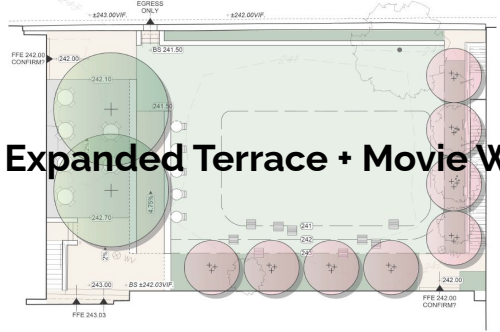 EGRESS
ONLY
±243.00VIF.
±242.00VIF.
FFE 242.00
CONFIRM?
242.00
BS 241.50
242.10
241.50
Expanded Terrace + Movie W
4.75%
242.70
241
242
243
2%
243.00
BS ±242.03VIF
242.00
FFE 243.03
FFE 242.00
CONFIRM?